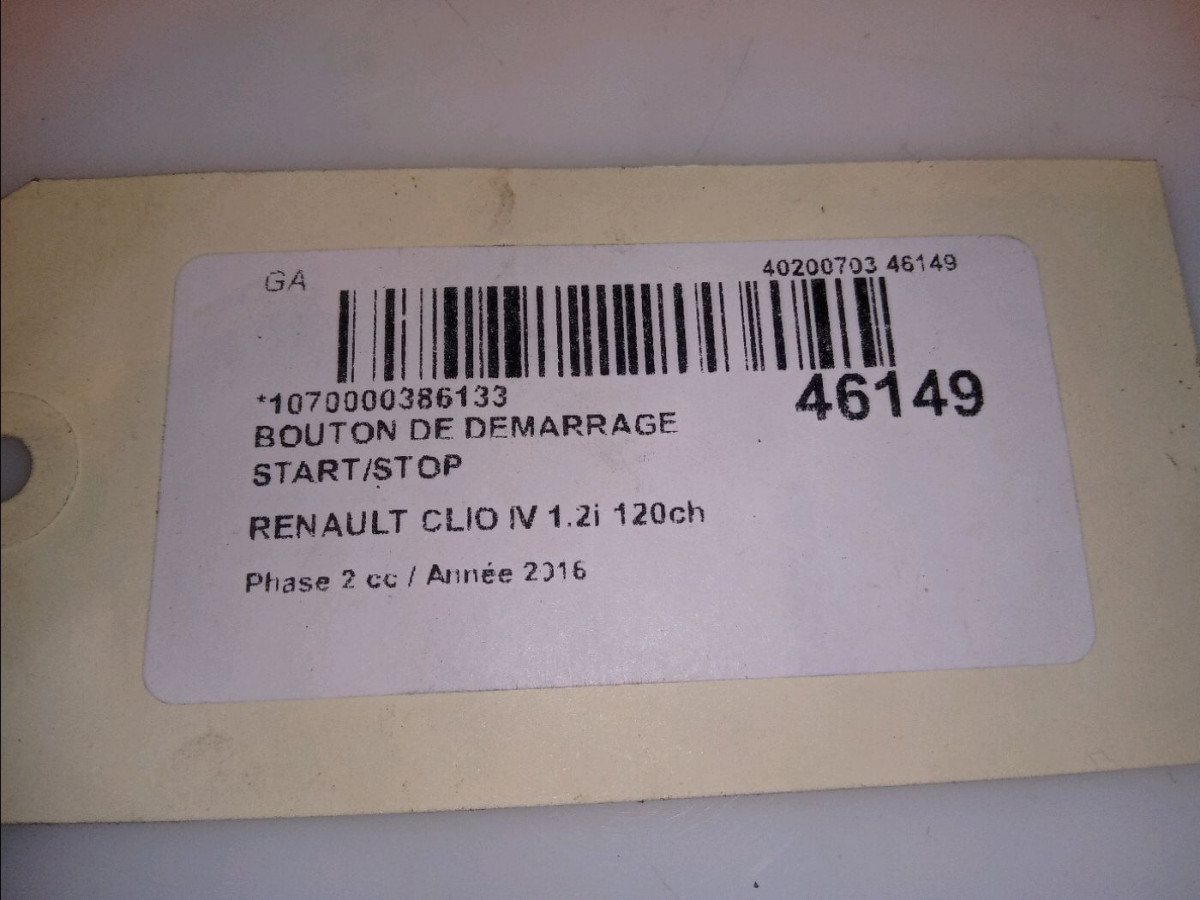 GA
40200703 46149
*1070000386133
46149
BOUTON DE DEMARRAGE
START/STOP
RENAULT CLIO IV 1.2i 120ch
Phase 2 cc / Année 2016